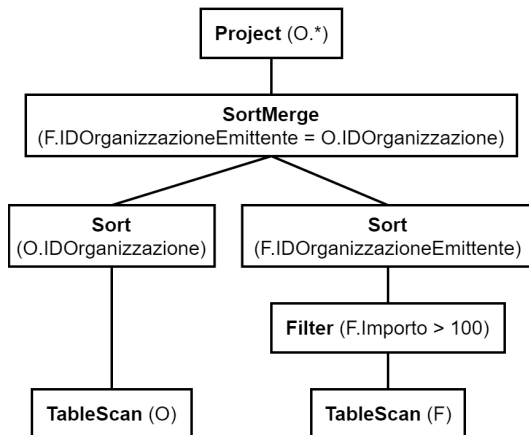 Project (O.*)
SortMerge
(F.IDOrganizzazioneEmittente = O.IDOrganizzazione)
Sort
(O.IDOrganizzazione)
Sort
(F.IDOrganizzazioneEmittente)
Filter (F.Importo > 100)
TableScan (O)
TableScan (F)